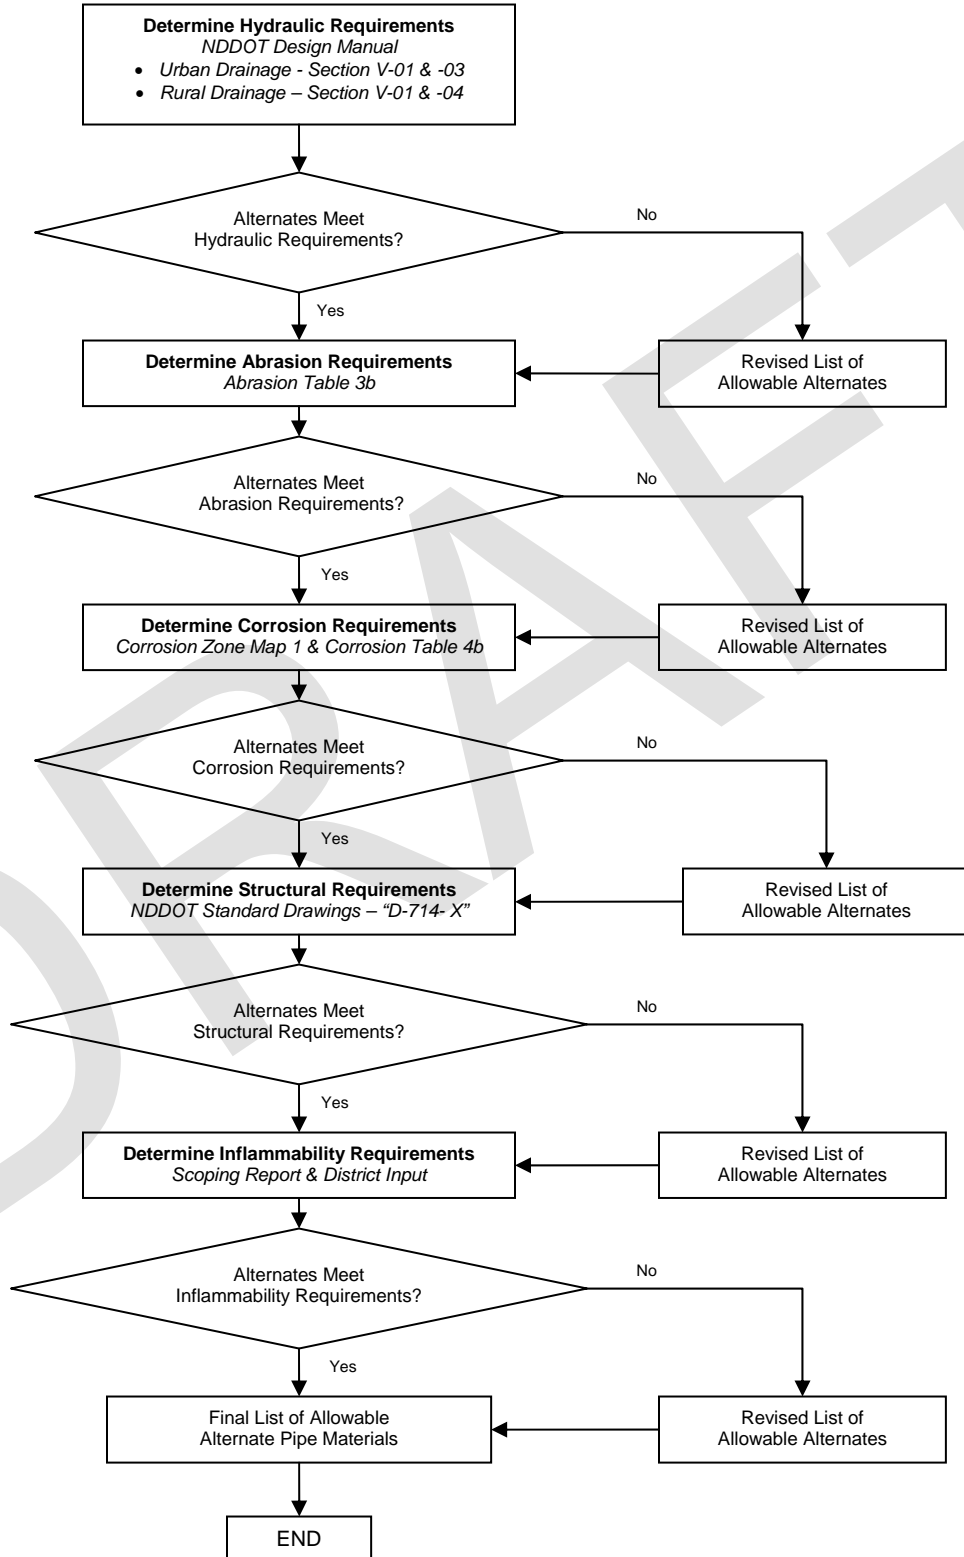 Determine Hydraulic Requirements
NDDOT Design Manual
• Urban Drainage - Section V-01 & -03
• Rural Drainage – Section V-01 & -04
Alternates Meet
Hydraulic Requirements?
No
Yes
Determine Abrasion Requirements
Abrasion Table 3b
Revised List of
Allowable Alternates
Alternates Meet
Abrasion Requirements?
No
Yes
Determine Corrosion Requirements
Corrosion Zone Map 1 & Corrosion Table 4b
Revised List of
Allowable Alternates
Alternates Meet
Corrosion Requirements?
No
Yes
Determine Structural Requirements
NDDOT Standard Drawings – “D-714- X”
Revised List of
Allowable Alternates
Alternates Meet
Structural Requirements?
No
Yes
Determine Inflammability Requirements
Scoping Report & District Input
Revised List of
Allowable Alternates
Alternates Meet
Inflammability Requirements?
No
Yes
Final List of Allowable
Alternate Pipe Materials
Revised List of
Allowable Alternates
END
DRAFT